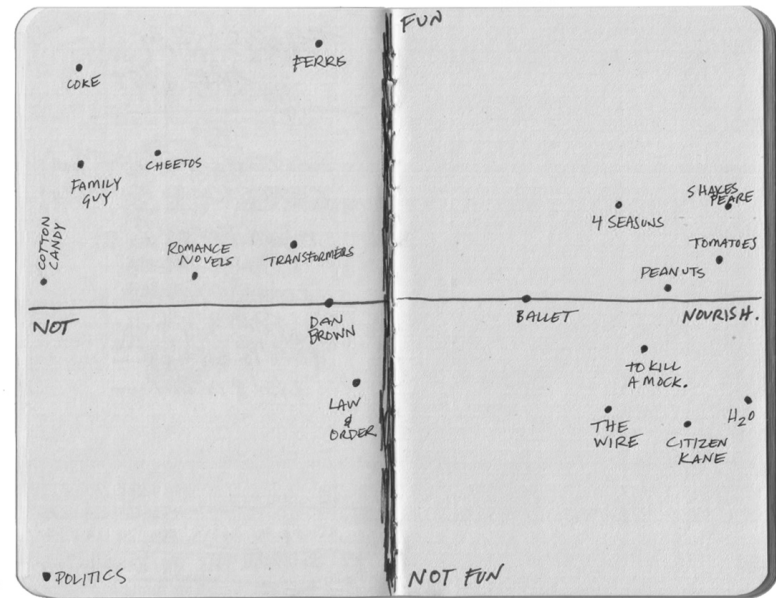 FUN
FERRIS
COKE
CHEETOS
FAMILY
GUY
COTTON
CANDY
ROMANCE
NOVELS
TRANSFORMERS
SHAKES
PEARE
4 SEASONS
TOMATOES
PEANUTS
NOT
DAN
BROWN
BALLET
NOURISH.
LAW
&
ORDER
TO KILL
A MOCK.
THE
WIRE
H2O
CITIZEN
KANE
POLITICS
NOT FUN